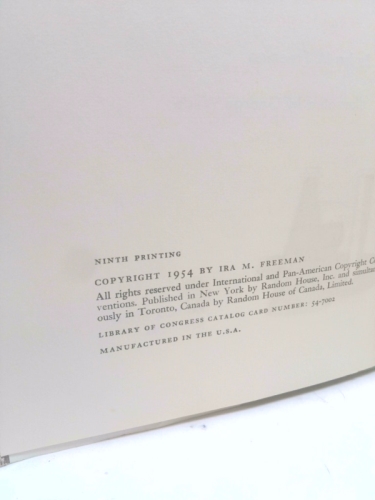 NINTH PRINTING
COPYRIGHT 1954 BY IRA M. FREEMAN
All rights reserved under International and Pan-American Copyright Co
ventions. Published in New York by Random House, Inc. and simultan
ously in Toronto, Canada by Random House of Canada, Limited.
LIBRARY OF CONGRESS CATALOG CARD NUMBER: 54-7002
MANUFACTURED IN THE U.S.A.